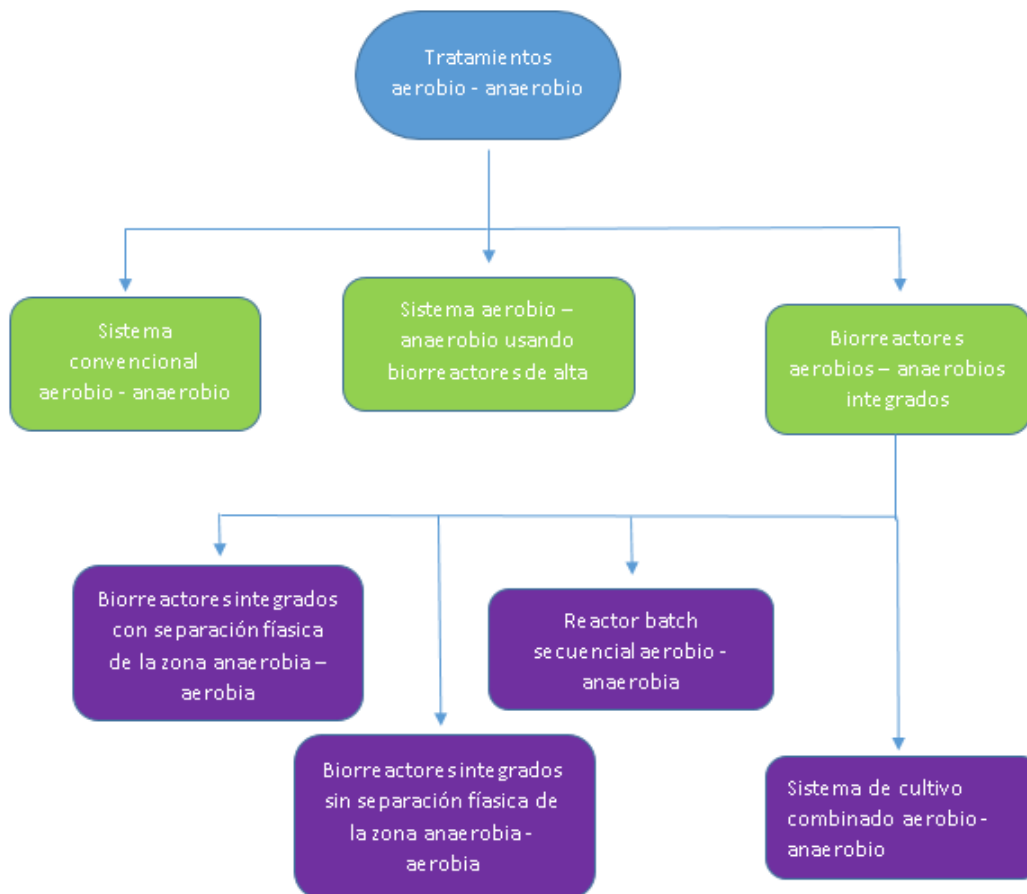 Tratamientos
aerobio - anaerobio
Sistema
convencional
aerobio - anaerobio
Sistema aerobio –
anaerobio usando
biorreactores de alta
Biorreactores
aerobios – anaerobios
integrados
Biorreactores integrados
con separación fíasica
de la zona anaerobia –
aerobia
Biorreactores integrados
sin separación fíasica de
la zona anaerobia -
aerobia
Reactor batch
secuencial aerobio -
anaerobia
Sistema de cultivo
combinado aerobio -
anaerobio